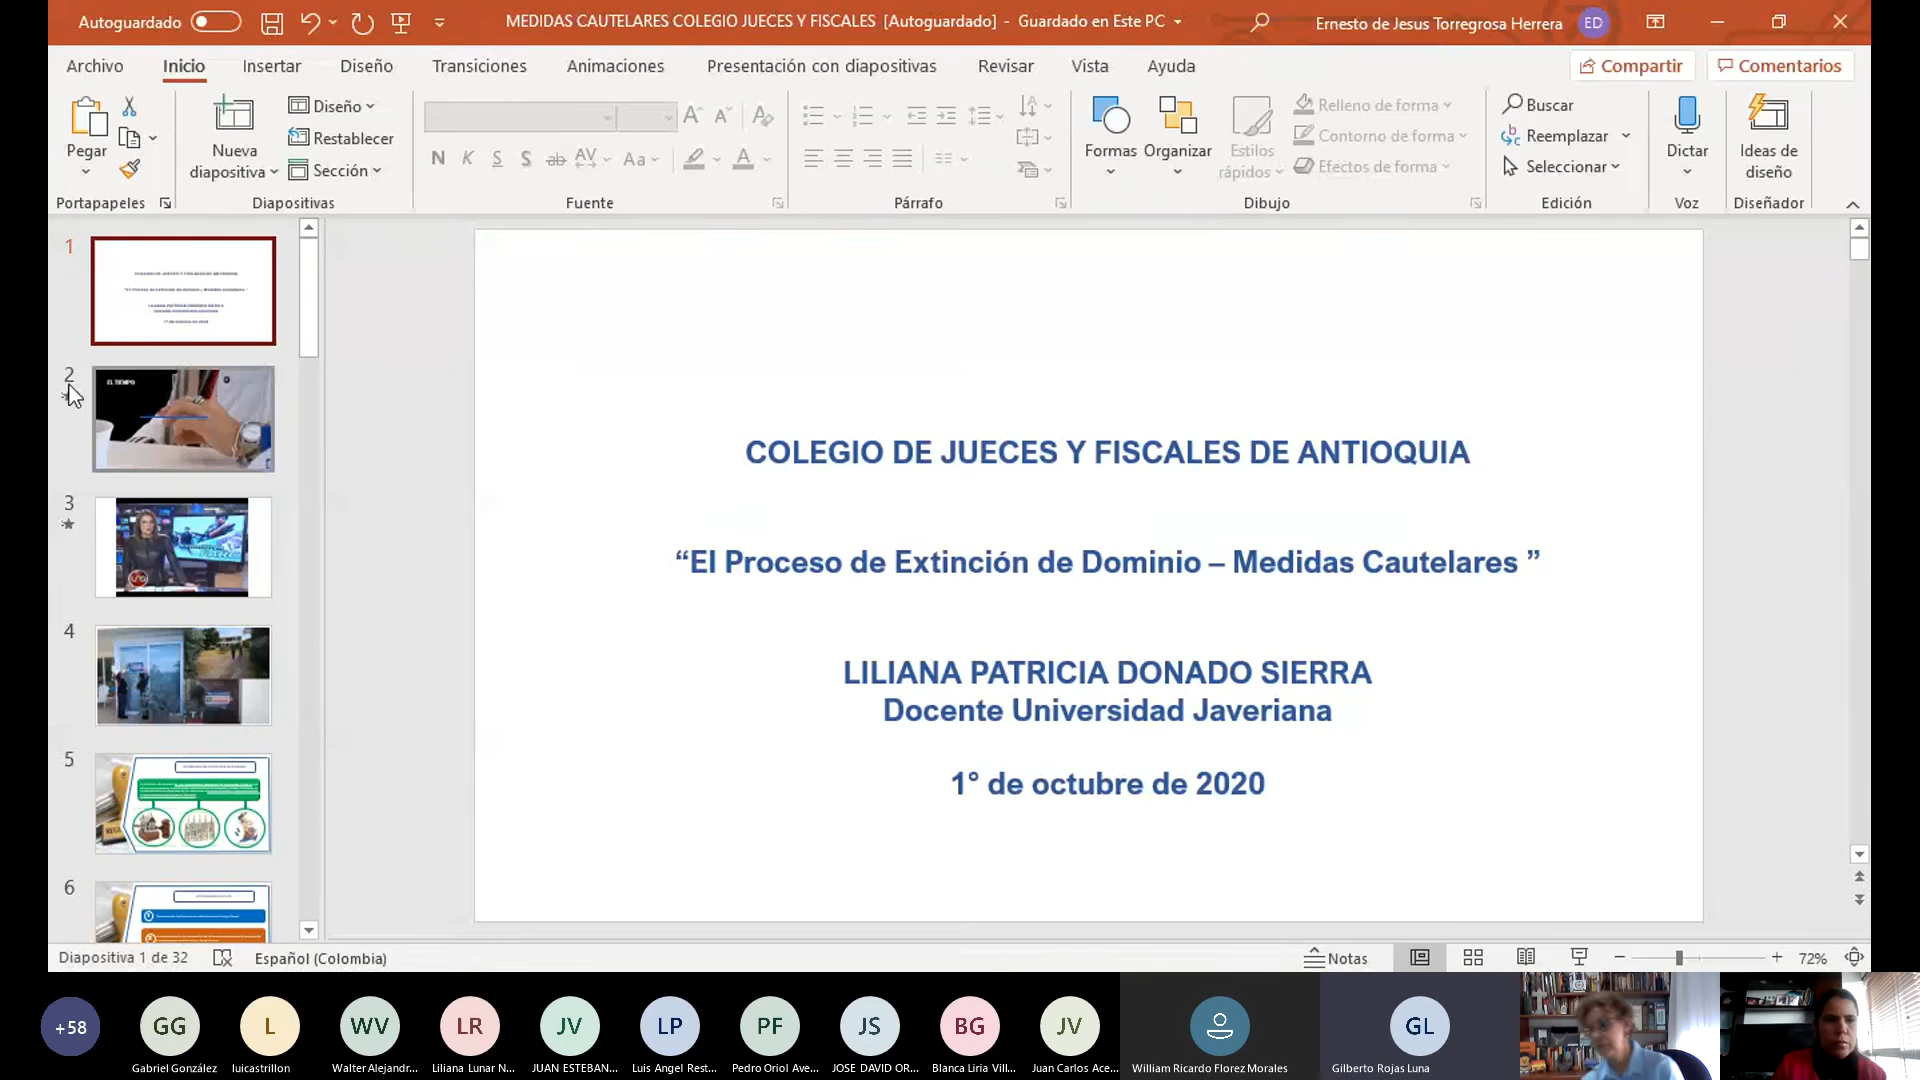 Autoguardado
MEDIDAS CAUTELARES COLEGIO JUECES Y FISCALES [Autoguardado] - Guardado en Este PC
Ernesto de Jesus Torregrosa Herrera
ED
Archivo
Inicio
Insertar
Diseño
Transiciones
Animaciones
Presentación con diapositivas
Revisar
Vista
Ayuda
Compartir
Comentarios
Pegar
Portapapeles
Nueva
diapositiva
Diseño
Restablecer
Sección
Diapositivas
N K S S ab AV Aa A
Fuente
Párrafo
Formas
Organizar
Estilos
rápidos
Relleno de forma
Contorno de forma
Efectos de forma
Dibujo
Buscar
Reemplazar
Seleccionar
Edición
Dictar
Voz
Ideas de
diseño
Diseñador
1
2
EL TIEMPO
3
4
5
6
COLEGIO DE JUECES Y FISCALES DE ANTIOQUIA
“El Proceso de Extinción de Dominio – Medidas Cautelares ”
LILIANA PATRICIA DONADO SIERRA
Docente Universidad Javeriana
1° de octubre de 2020
Diapositiva 1 de 32
Español (Colombia)
Notas
72%
+58
GG
L
WV
LR
JV
LP
PF
JS
BG
JV
GL
Gabriel González
luicastrillon
Walter Alejandr...
Liliana Lunar N...
JUAN ESTEBAN...
Luis Angel Rest...
Pedro Oriol Ave...
JOSE DAVID OR...
Blanca Liria Vill...
Juan Carlos Ace...
William Ricardo Florez Morales
Gilberto Rojas Luna